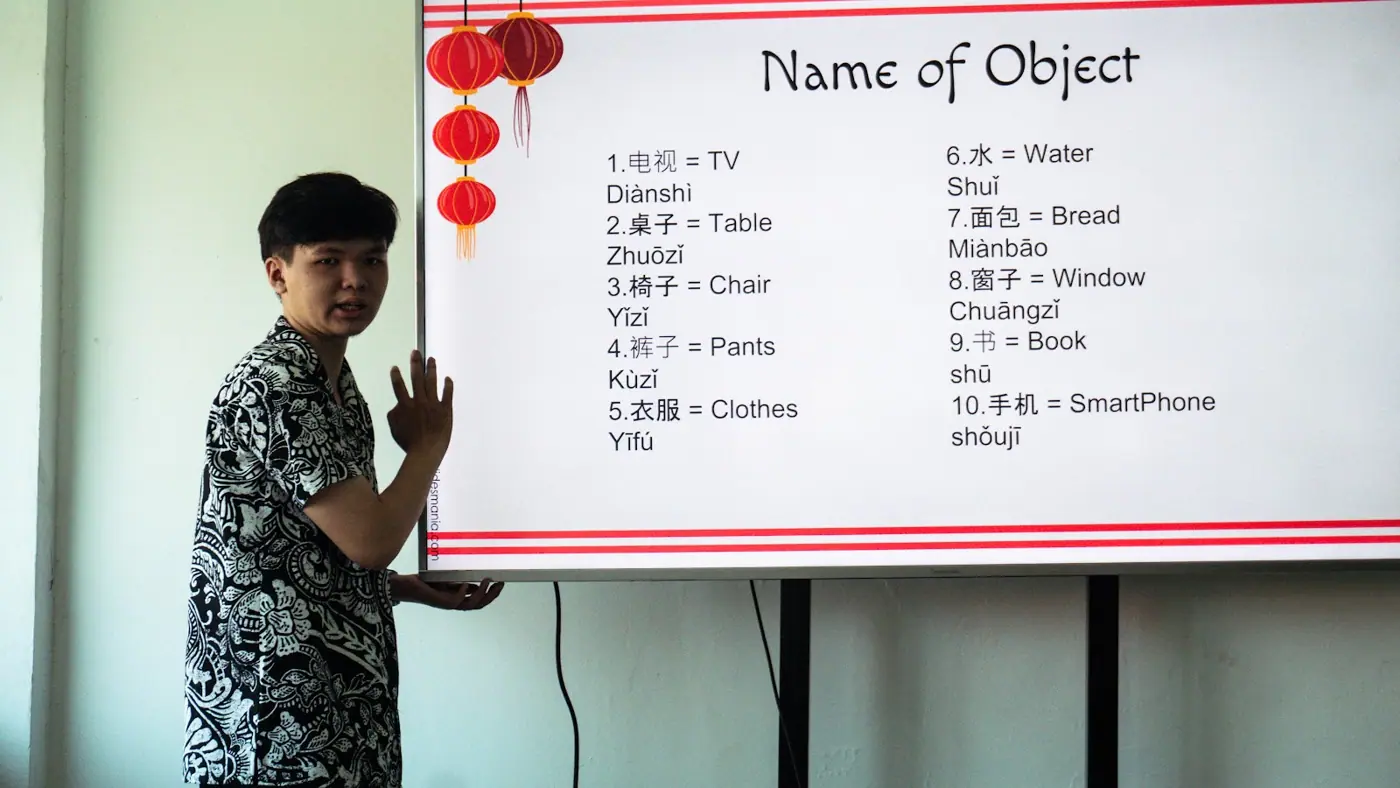 Name of Object
1.电视 = TV
Diànshì
2.桌子 = Table
Zhuōzǐ
3.椅子 = Chair
Yǐzǐ
4.裤子 = Pants
Kùzǐ
5.衣服 = Clothes
Yīfú
6.水 = Water
Shuǐ
7.面包 = Bread
Miànbāo
8.窗子 = Window
Chuāngzǐ
9.书 = Book
shū
10.手机 = SmartPhone
shǒujī